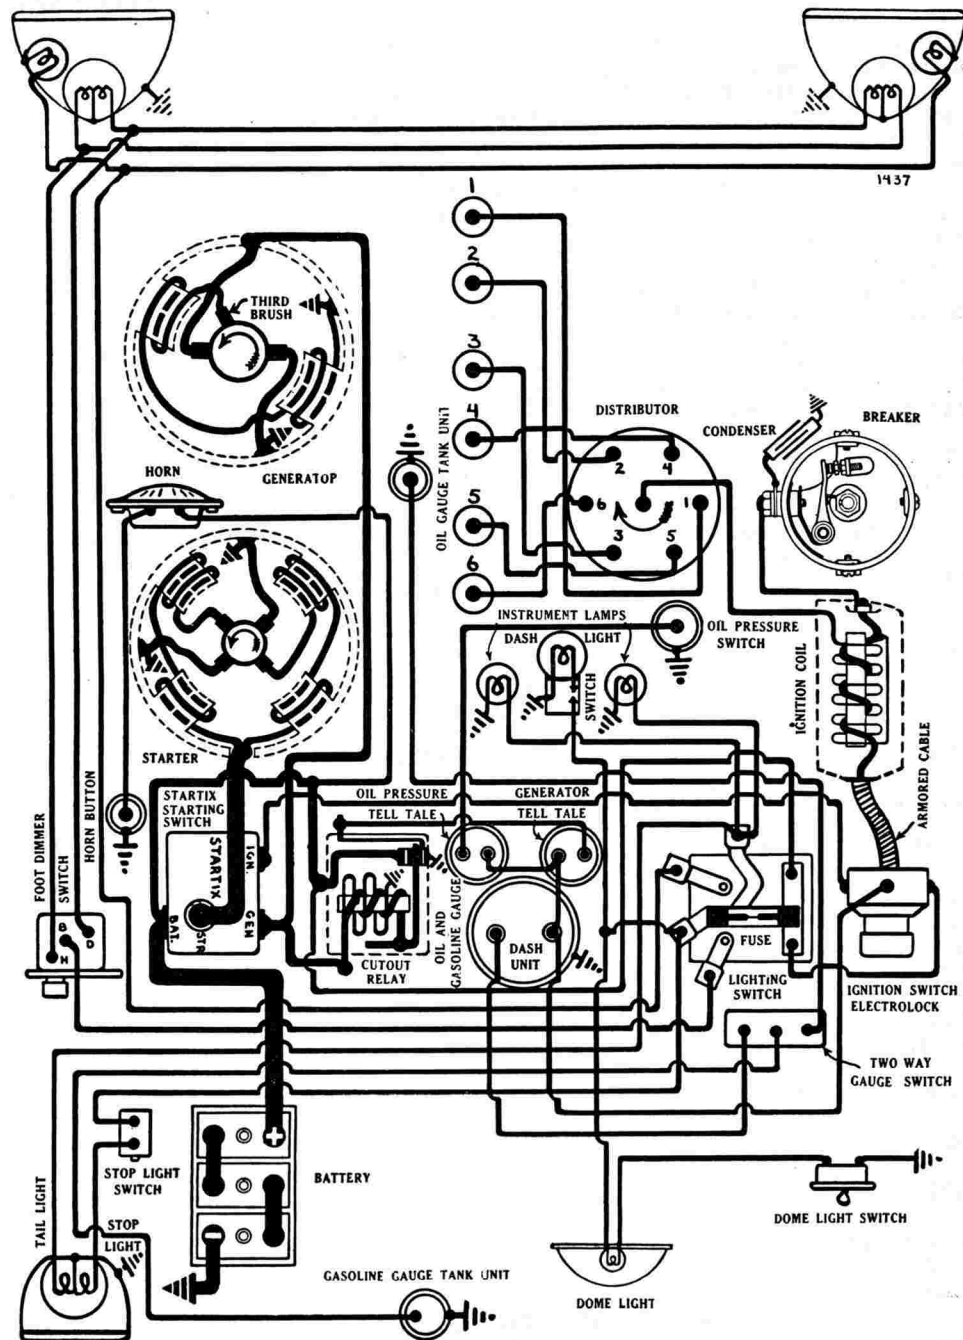 1437
1
2
3
4
5
6
THIRD
BRUSH
GENERATOP
HORN
OIL GAUGE TANK UNIT
DISTRIBUTOR
2
4
6
1
3
5
CONDENSER
BREAKER
INSTRUMENT LAMPS
DASH LIGHT
SWITCH
OIL PRESSURE
SWITCH
IGNITION COIL
ARMORED CABLE
STARTER
STARTIX
STARTING
SWITCH
STARTIX
IGN.
GEN
BAT.
STR
FOOT DIMMER
SWITCH
HORN BUTTON
B
D
H
OIL PRESSURE
TELL TALE
GENERATOR
TELL TALE
CUTOUT
RELAY
OIL AND
GASOLINE GAUGE
DASH
UNIT
FUSE
LIGHTING
SWITCH
IGNITION SWITCH
ELECTROLOCK
TWO WAY
GAUGE SWITCH
STOP LIGHT
SWITCH
BATTERY
TAIL LIGHT
STOP
LIGHT
GASOLINE GAUGE TANK UNIT
DOME LIGHT
DOME LIGHT SWITCH